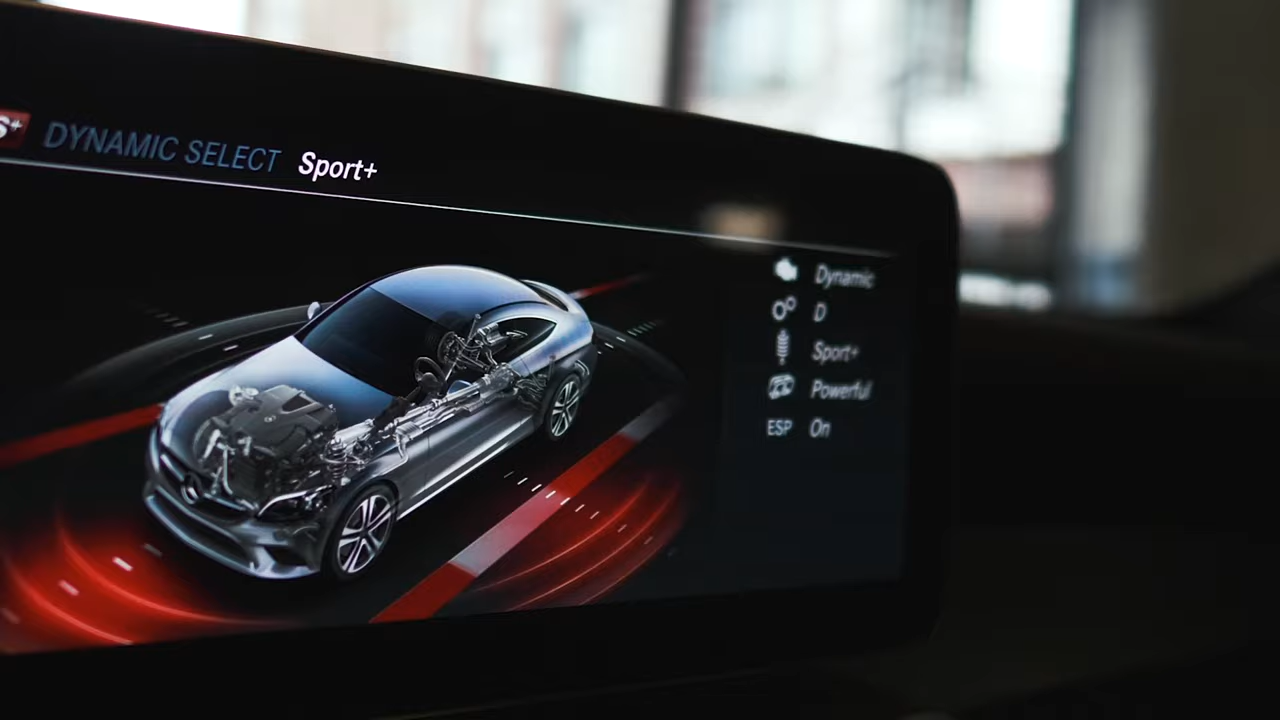 S+ DYNAMIC SELECT Sport+
Dynamic
D
Sport+
Powerful
ESP On